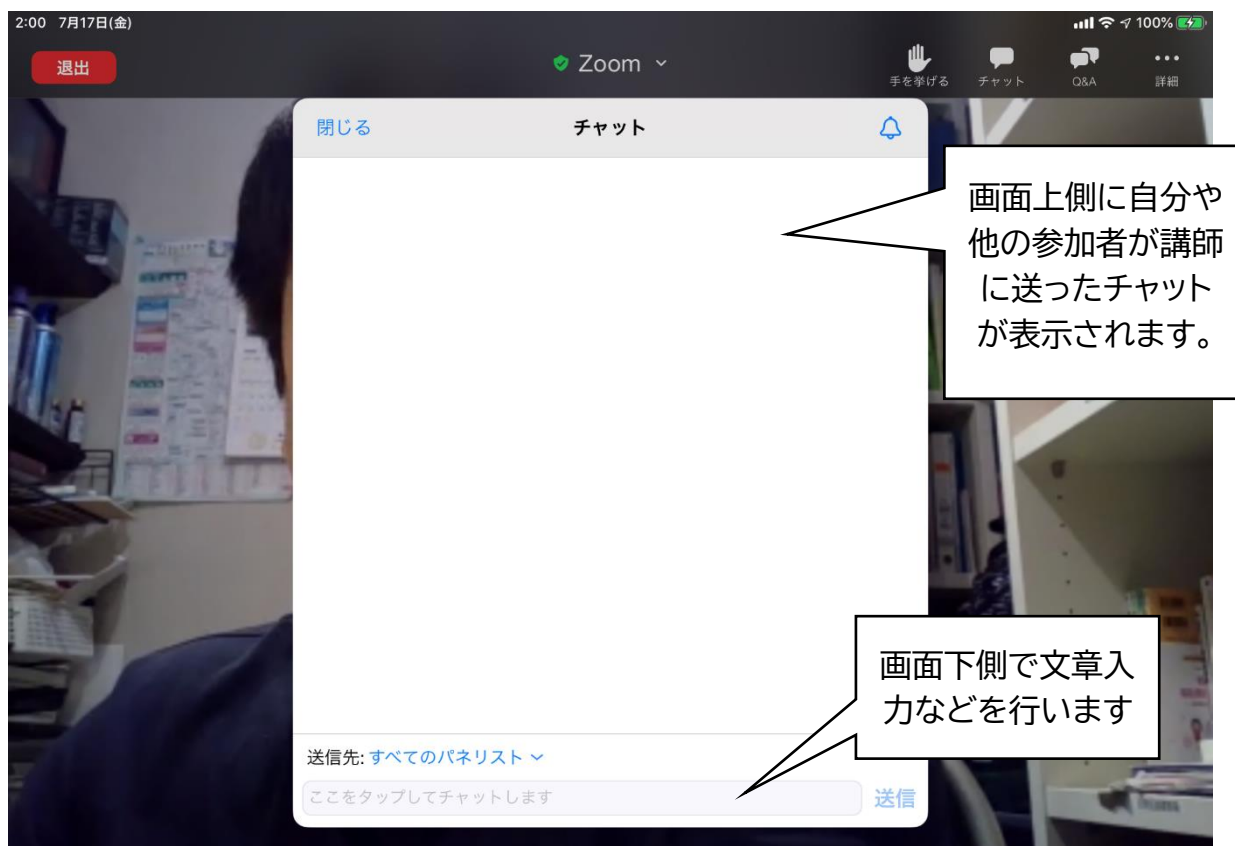 2:00 7月17日(金)
100%
退出
Zoom
手を挙げる
チャット
Q&A
詳細
閉じる
チャット
画面上側に自分や
他の参加者が講師
に送ったチャット
が表示されます。
画面下側で文章入
力などを行います
送信先: すべてのパネリスト
ここをタップしてチャットします
送信